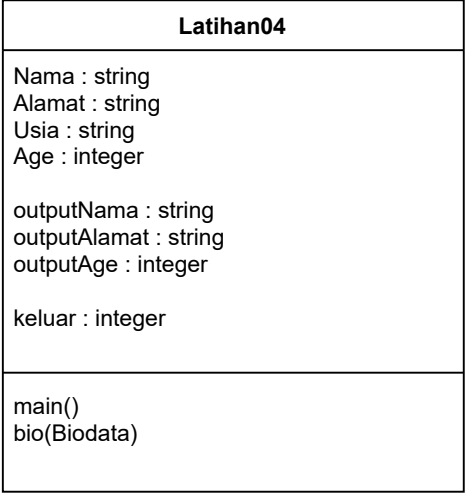 Latihan04
Nama : string
Alamat : string
Usia : string
Age : integer
outputNama : string
outputAlamat : string
outputAge : integer
keluar : integer
main()
bio(Biodata)